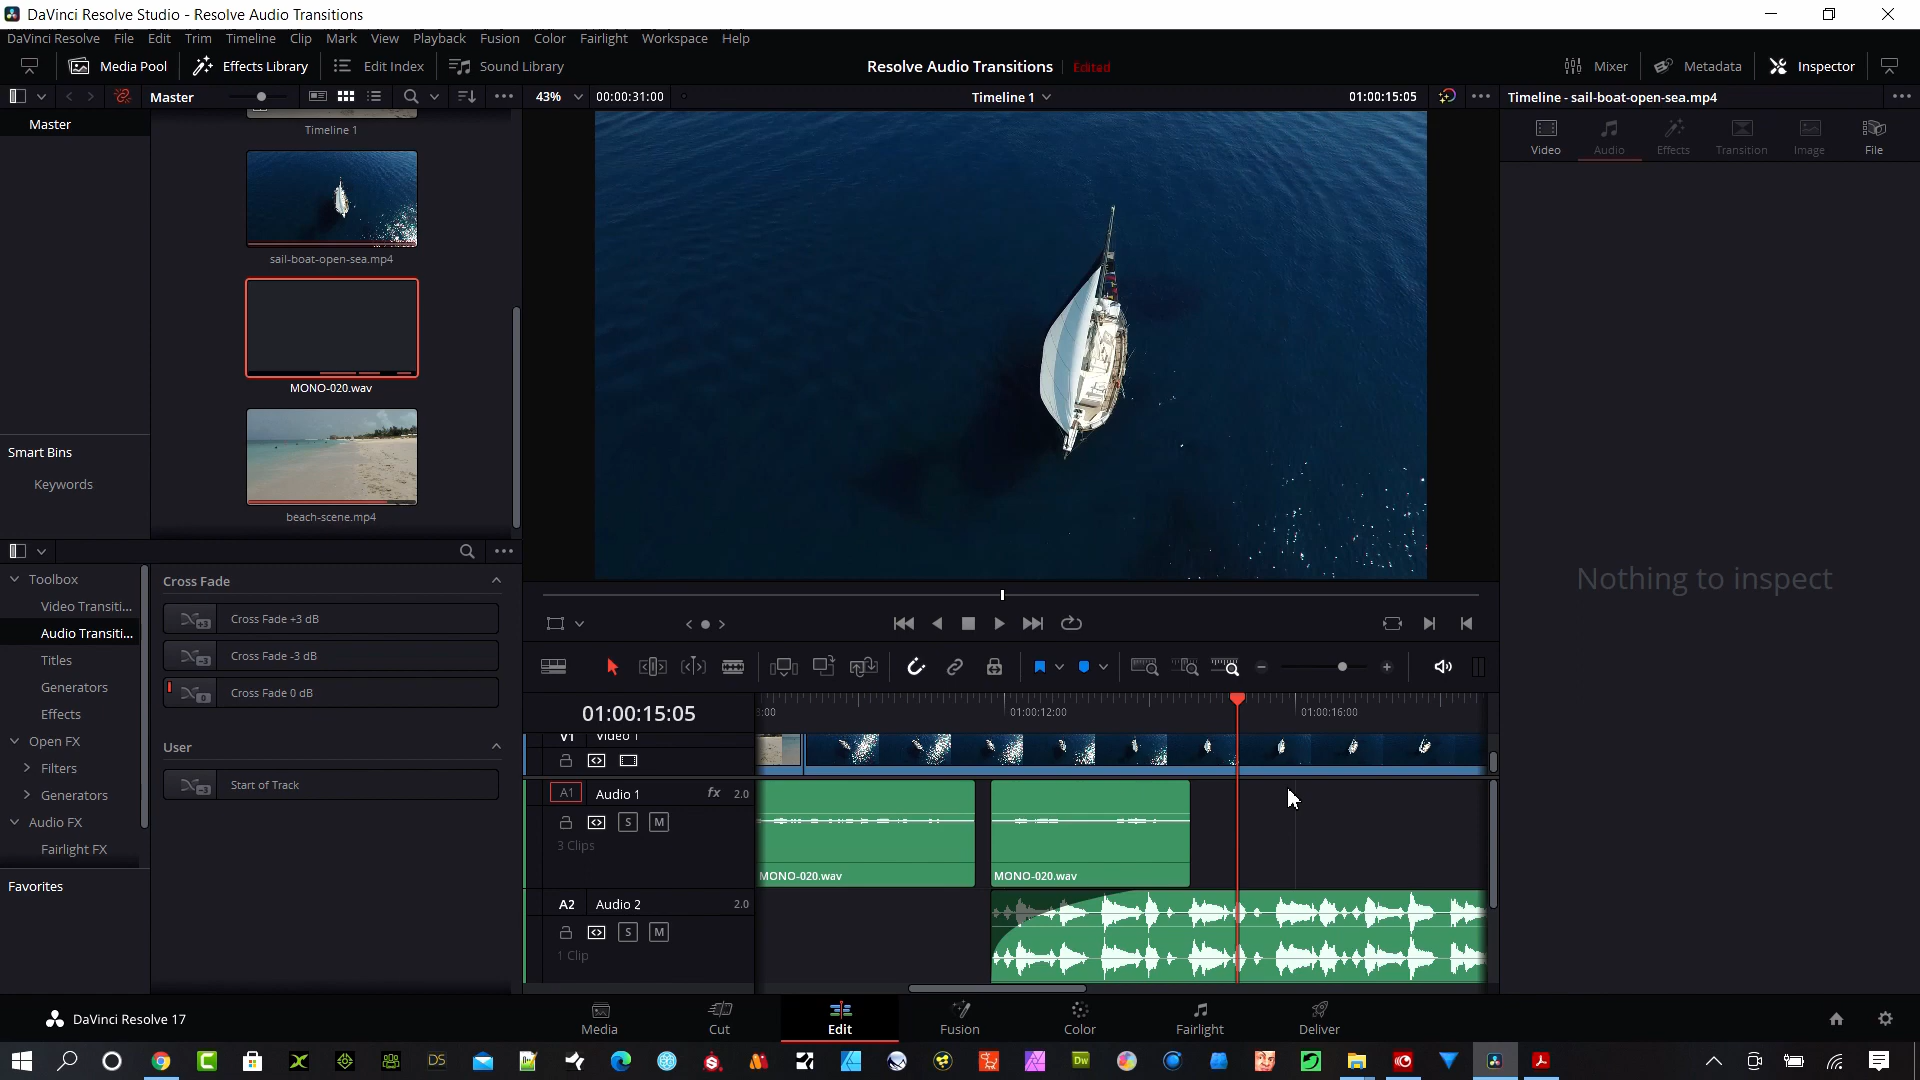 DaVinci Resolve Studio - Resolve Audio Transitions
DaVinci Resolve File Edit Trim Timeline Clip Mark View Playback Fusion Color Fairlight Workspace Help
Media Pool Effects Library Edit Index Sound Library Resolve Audio Transitions Edited Mixer Metadata Inspector
Master 43% 00:00:31:00 Timeline 1 01:00:15:05 Timeline - sail-boat-open-sea.mp4
Master
Timeline 1
Video Audio Effects Transition Image File
sail-boat-open-sea.mp4
MONO-020.wav
Smart Bins
Keywords
beach-scene.mp4
Nothing to inspect
Toolbox
Video Transiti...
Audio Transiti...
Titles
Generators
Effects
Open FX
Filters
Generators
Audio FX
Fairlight FX
Favorites
Cross Fade
+3 Cross Fade +3 dB
-3 Cross Fade -3 dB
0 Cross Fade 0 dB
User
-3 Start of Track
01:00:15:05
01:00:12:00
01:00:16:00
V1 Video 1
A1 Audio 1 fx 2.0
S M
3 Clips
MONO-020.wav
MONO-020.wav
A2 Audio 2 2.0
S M
1 Clip
DaVinci Resolve 17
Media Cut Edit Fusion Color Fairlight Deliver
DS
Dw